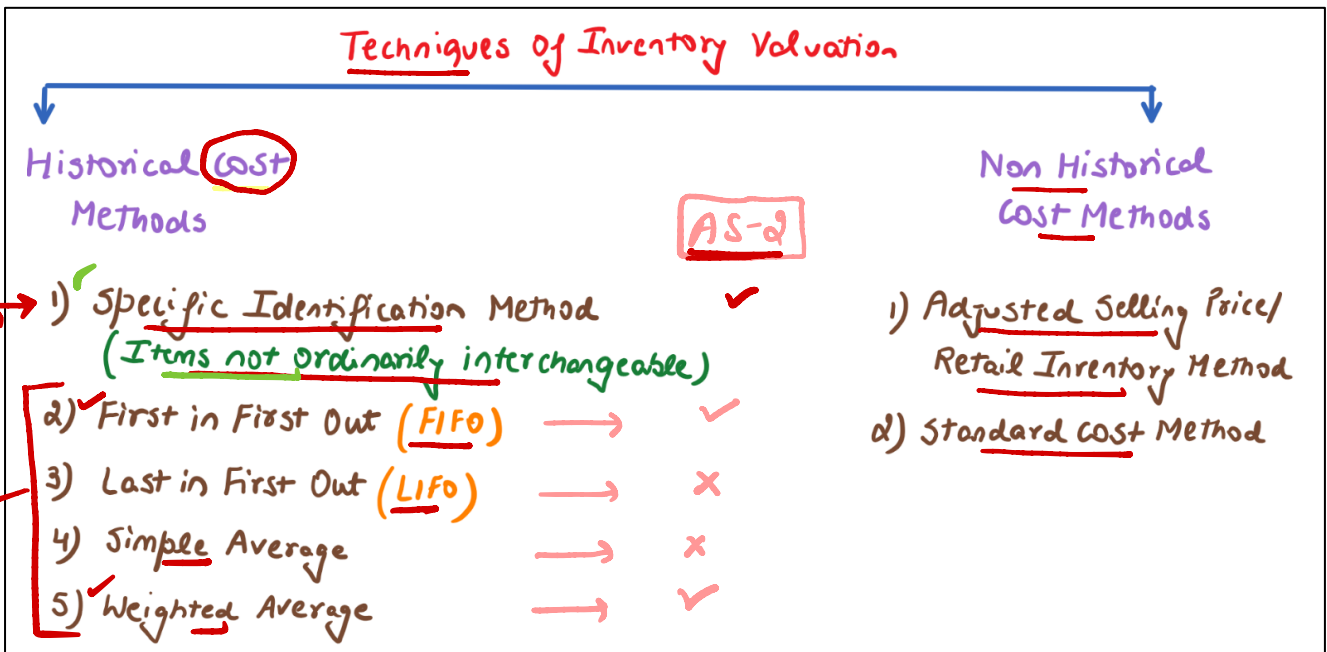 Techniques of Inventory Valuation
Historical Cost
Methods
AS-2
1) Specific Identification Method
(Items not ordinarily interchangeable)
2) First in First Out (FIFO)
3) Last in First Out (LIFO)
4) Simple Average
5) Weighted Average
Non Historical
Cost Methods
1) Adjusted Selling Price/
Retail Inventory Method
2) Standard Cost Method